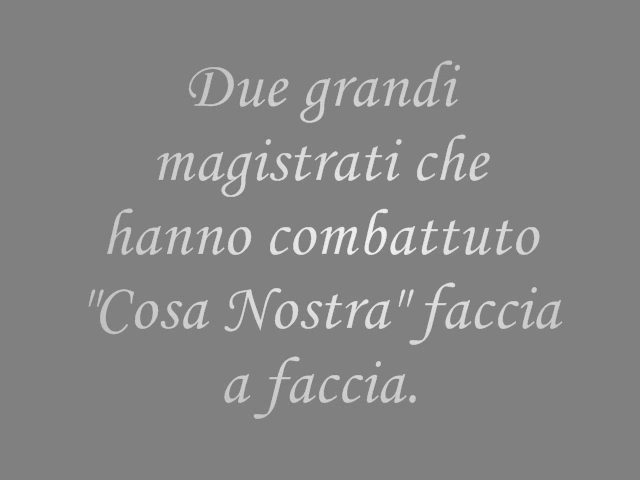 Due grandi
magistrati che
hanno combattuto
"Cosa Nostra" faccia
a faccia.